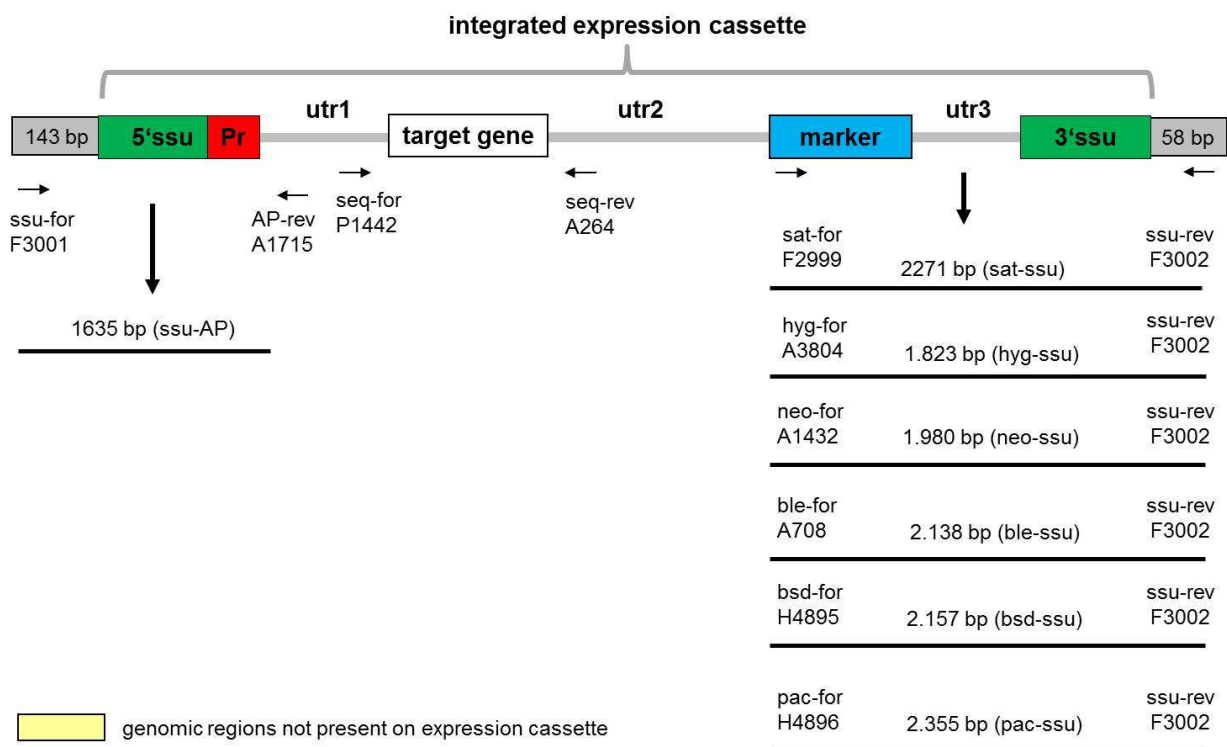 integrated expression cassette
utr1
utr2
utr3
143 bp
5‘ssu
Pr
target gene
marker
3‘ssu
58 bp
ssu-for
F3001
AP-rev
A1715
seq-for
P1442
seq-rev
A264
1635 bp (ssu-AP)
sat-for
F2999
2271 bp (sat-ssu)
ssu-rev
F3002
hyg-for
A3804
1.823 bp (hyg-ssu)
ssu-rev
F3002
neo-for
A1432
1.980 bp (neo-ssu)
ssu-rev
F3002
ble-for
A708
2.138 bp (ble-ssu)
ssu-rev
F3002
bsd-for
H4895
2.157 bp (bsd-ssu)
ssu-rev
F3002
pac-for
H4896
2.355 bp (pac-ssu)
ssu-rev
F3002
genomic regions not present on expression cassette